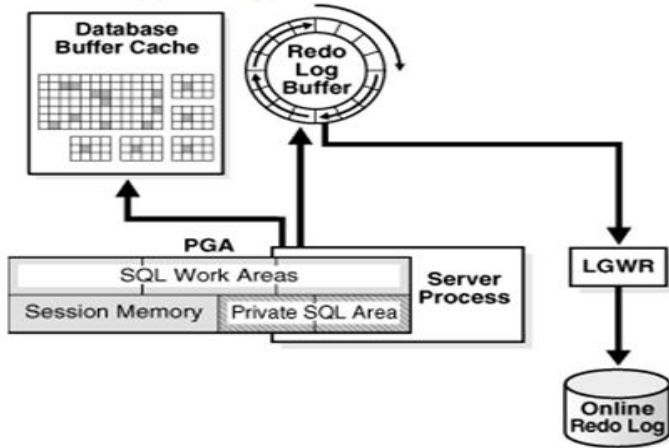 Database
Buffer Cache
Redo
Log
Buffer
PGA
SQL Work Areas
Session Memory
Private SQL Area
Server
Process
LGWR
Online
Redo Log